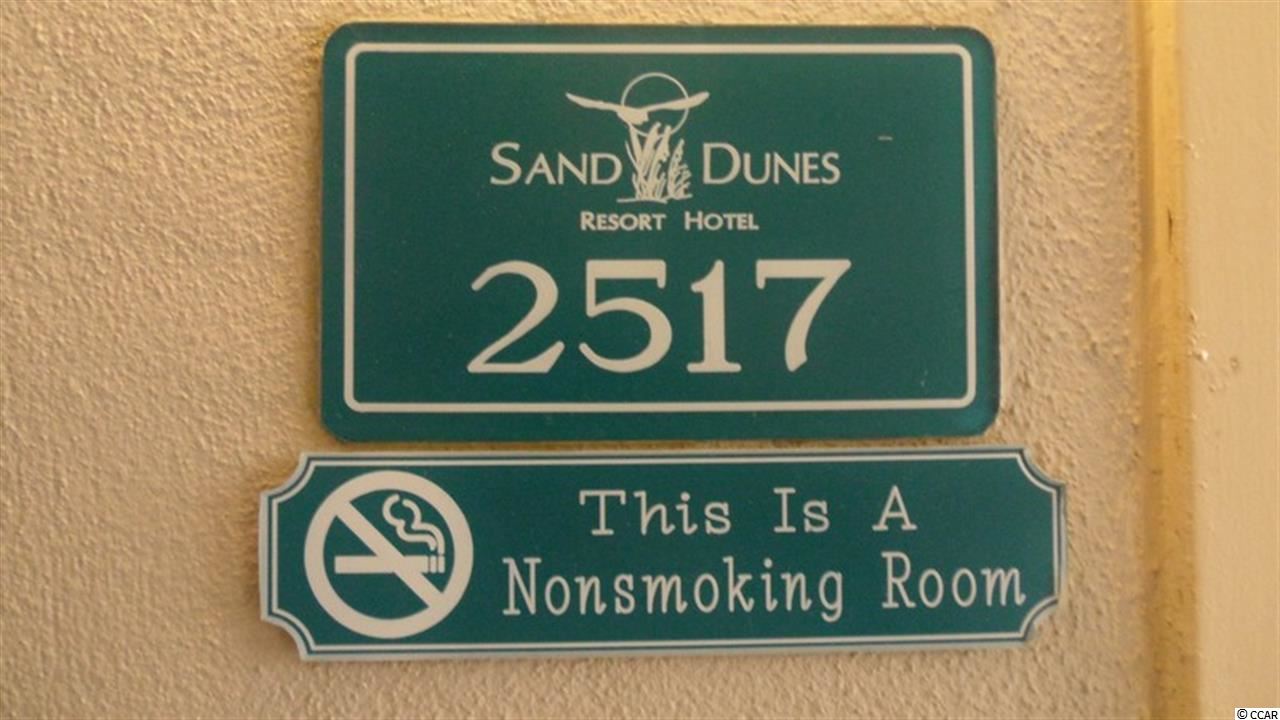 SAND DUNES
RESORT HOTEL
2517
This Is A
Nonsmoking Room
© CCAR